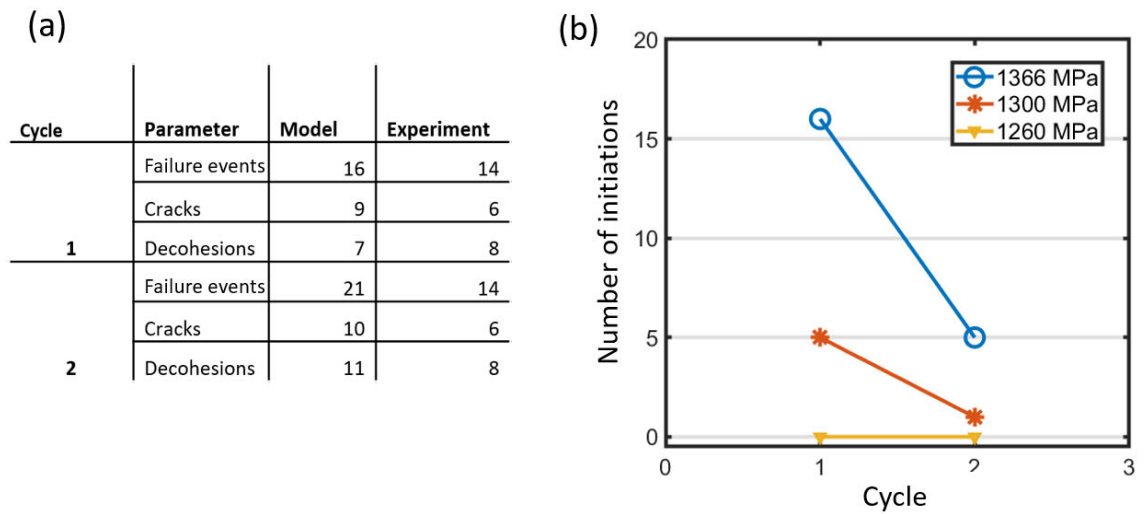 (a)
Cycle Parameter Model Experiment
Failure events 16 14
Cracks 9 6
1 Decohesions 7 8
Failure events 21 14
Cracks 10 6
2 Decohesions 11 8
(b)
20
15
10
5
0
Number of initiations
1366 MPa
1300 MPa
1260 MPa
0 1 2 3
Cycle